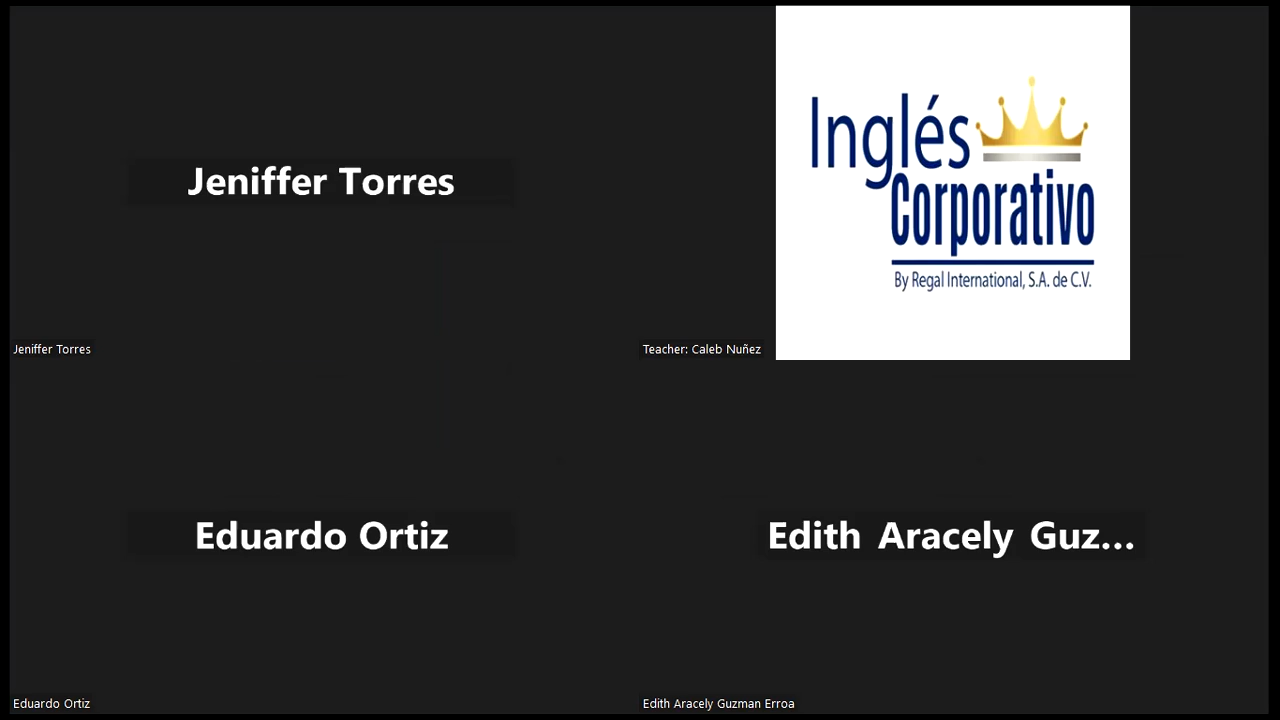 Jeniffer Torres
Jeniffer Torres
Inglés
Corporativo
By Regal International, S.A. de C.V.
Teacher: Caleb Nuñez
Eduardo Ortiz
Eduardo Ortiz
Edith Aracely Guz...
Edith Aracely Guzman Erroa